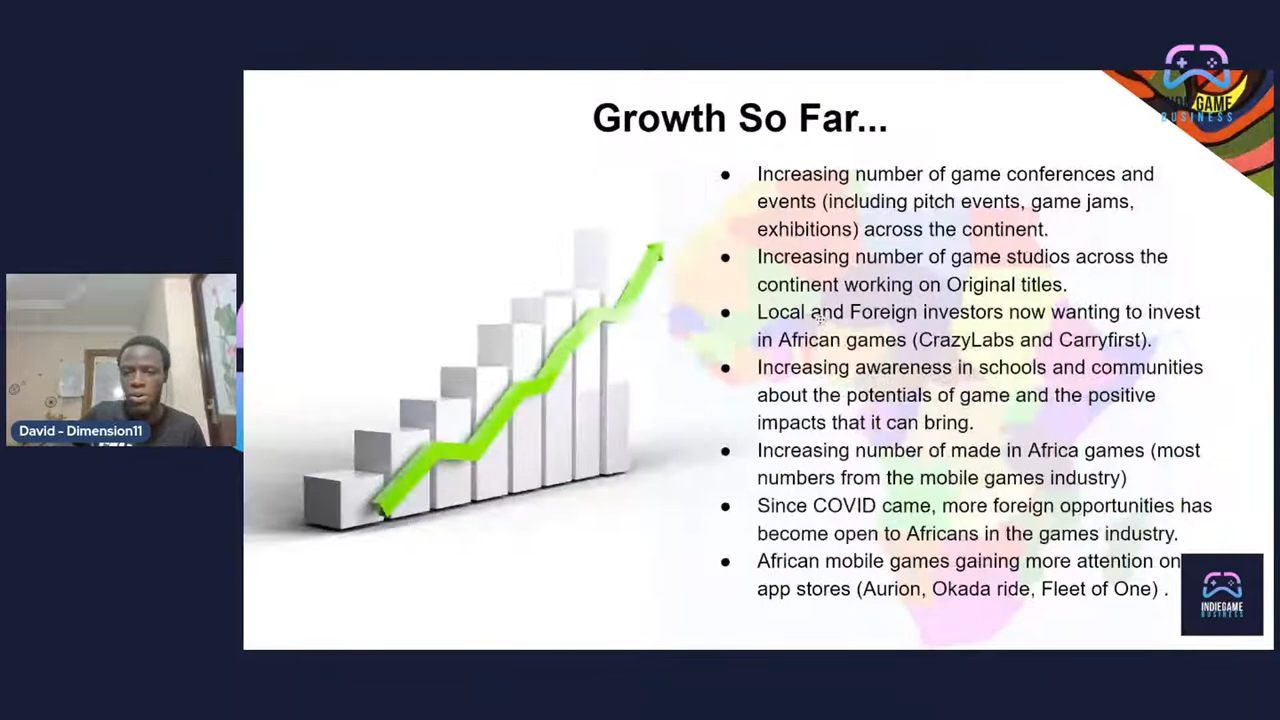 Growth So Far...
INDIE GAME
BUSINESS
● Increasing number of game conferences and
events (including pitch events, game jams,
exhibitions) across the continent.
● Increasing number of game studios across the
continent working on Original titles.
● Local and Foreign investors now wanting to invest
in African games (CrazyLabs and Carryfirst).
● Increasing awareness in schools and communities
about the potentials of game and the positive
impacts that it can bring.
● Increasing number of made in Africa games (most
numbers from the mobile games industry)
● Since COVID came, more foreign opportunities has
become open to Africans in the games industry.
● African mobile games gaining more attention on
app stores (Aurion, Okada ride, Fleet of One) .
David - Dimension11
INDIEGAME
BUSINESS